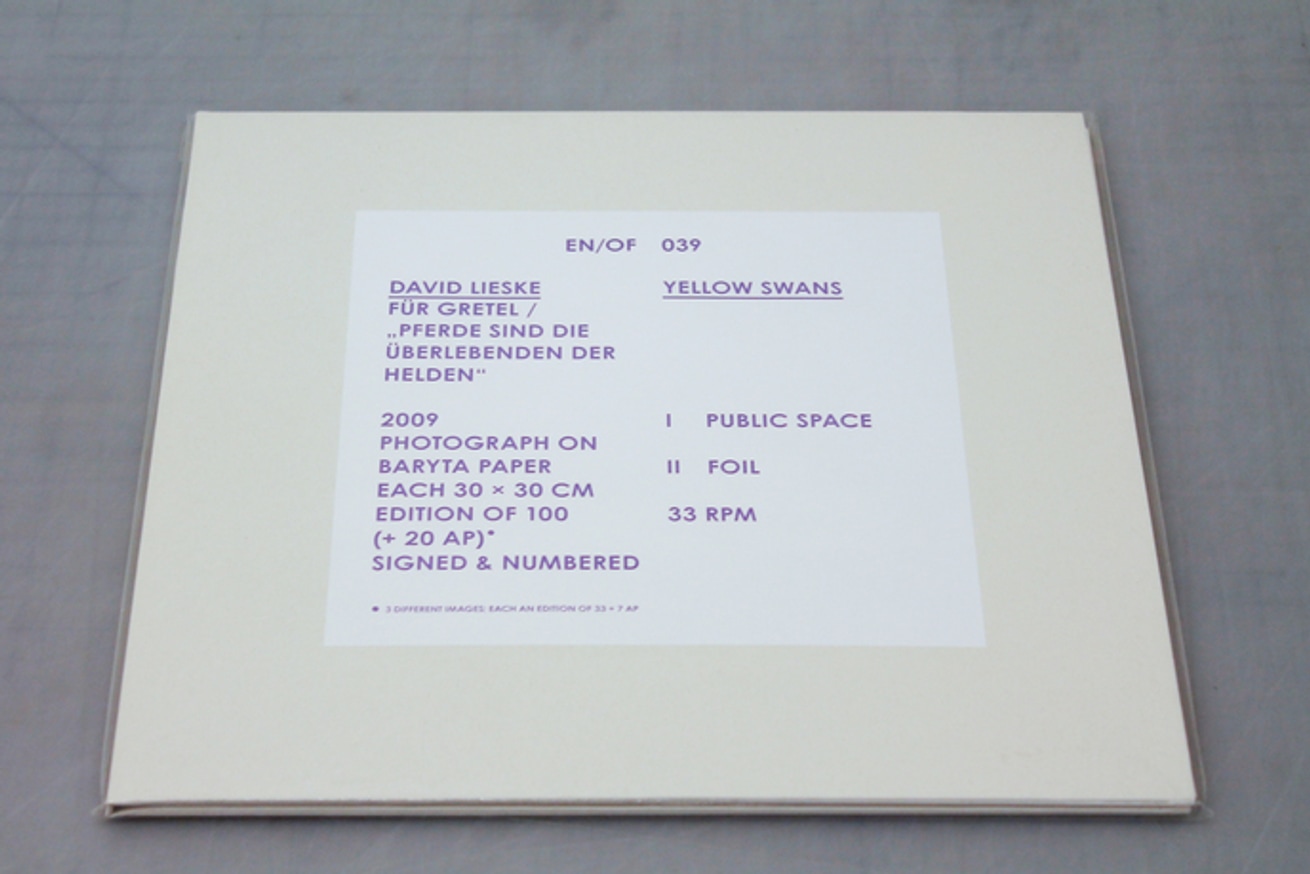 EN/OF 039
DAVID LIESKE
FÜR GRETEL /
„PFERDE SIND DIE
ÜBERLEBENDEN DER
HELDEN“
2009
PHOTOGRAPH ON
BARYTA PAPER
EACH 30 × 30 CM
EDITION OF 100
(+ 20 AP)*
SIGNED & NUMBERED
* 3 DIFFERENT IMAGES: EACH AN EDITION OF 33 + 7 AP
YELLOW SWANS
I PUBLIC SPACE
II FOIL
33 RPM